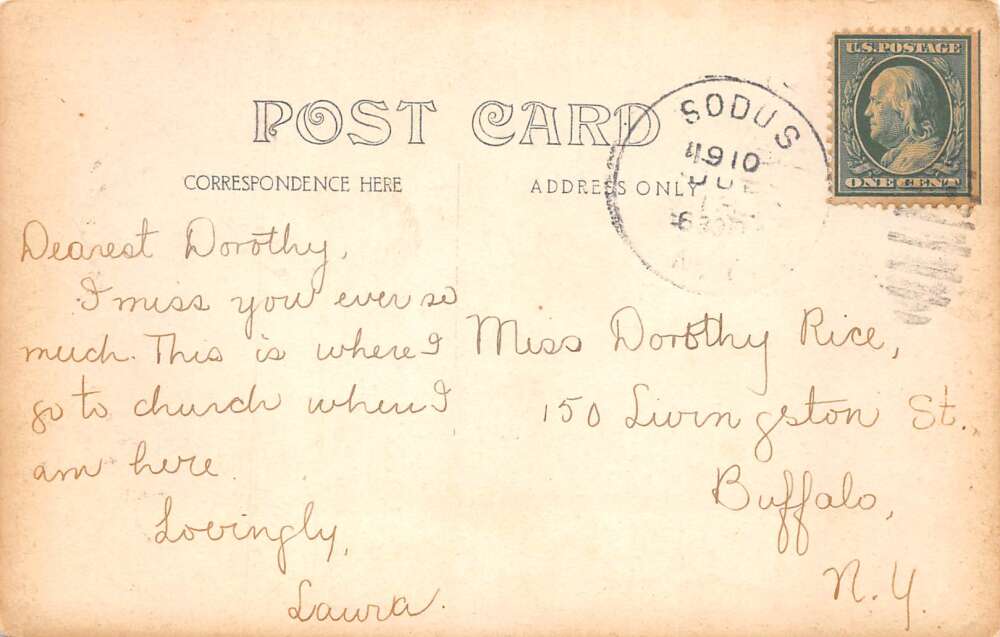 U.S. POSTAGE
ONE CENT
SODUS
1910
POST CARD
CORRESPONDENCE HERE
ADDRESS ONLY
Dearest Dorothy,
I miss you ever so
much. This is where I
go to church when I
am here.
Lovingly,
Laura.
Miss Dorothy Rice,
150 Livingston St.,
Buffalo,
N.Y.